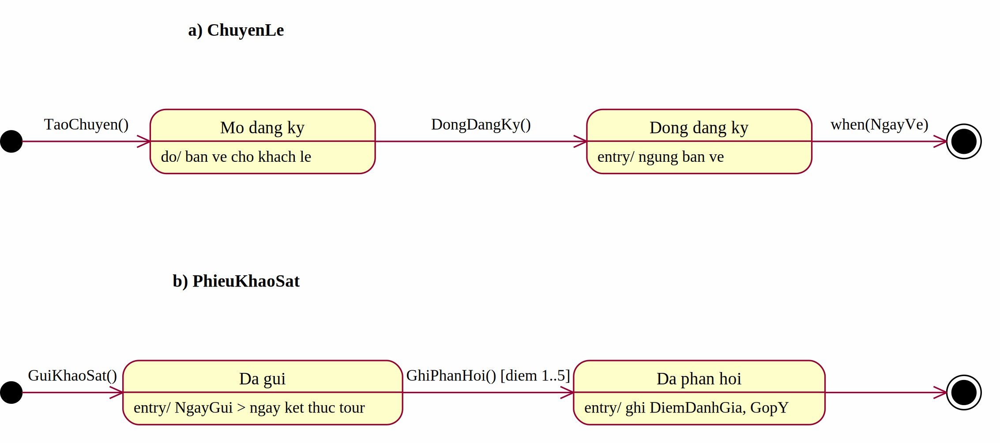 a) ChuyenLe
TaoChuyen()
Mo dang ky
do/ ban ve cho khach le
DongDangKy()
Dong dang ky
entry/ ngung ban ve
when(NgayVe)
b) PhieuKhaoSat
GuiKhaoSat()
Da gui
entry/ NgayGui > ngay ket thuc tour
GhiPhanHoi() [diem 1..5]
Da phan hoi
entry/ ghi DiemDanhGia, GopY